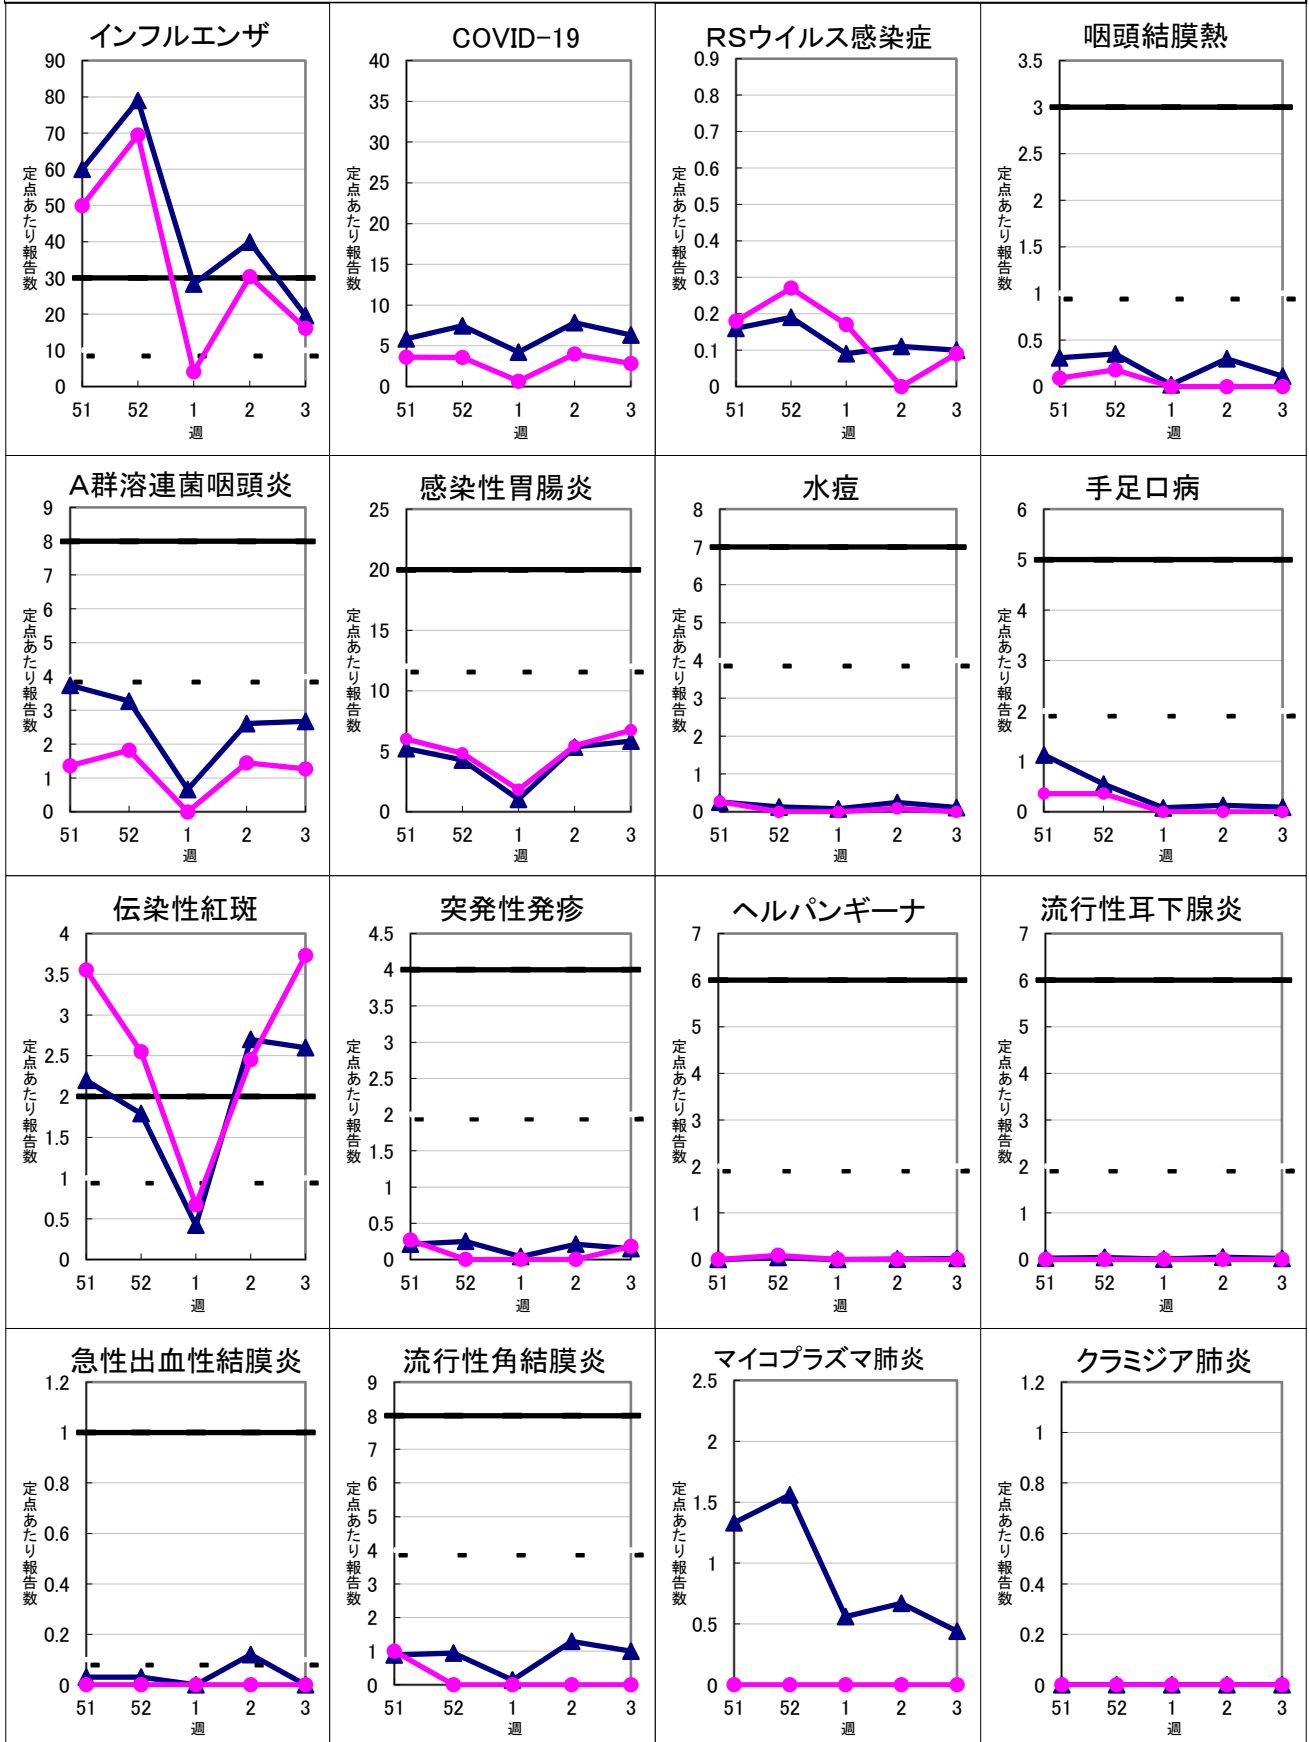 インフルエンザ
90
80
70
60
50
40
30
20
10
0
定点あたり報告数
51 52 1 2 3
週
COVID-19
40
35
30
25
20
15
10
5
0
定点あたり報告数
51 52 1 2 3
週
RSウイルス感染症
0.9
0.8
0.7
0.6
0.5
0.4
0.3
0.2
0.1
0
定点あたり報告数
51 52 1 2 3
週
咽頭結膜熱
3.5
3
2.5
2
1.5
1
0.5
0
定点あたり報告数
51 52 1 2 3
週
A群溶連菌咽頭炎
9
8
7
6
5
4
3
2
1
0
定点あたり報告数
51 52 1 2 3
週
感染性胃腸炎
25
20
15
10
5
0
定点あたり報告数
51 52 1 2 3
週
水痘
8
7
6
5
4
3
2
1
0
定点あたり報告数
51 52 1 2 3
週
手足口病
6
5
4
3
2
1
0
定点あたり報告数
51 52 1 2 3
週
伝染性紅斑
4
3.5
3
2.5
2
1.5
1
0.5
0
定点あたり報告数
51 52 1 2 3
週
突発性発疹
4.5
4
3.5
3
2.5
2
1.5
1
0.5
0
定点あたり報告数
51 52 1 2 3
週
ヘルパンギーナ
7
6
5
4
3
2
1
0
定点あたり報告数
51 52 1 2 3
週
流行性耳下腺炎
7
6
5
4
3
2
1
0
定点あたり報告数
51 52 1 2 3
週
急性出血性結膜炎
1.2
1
0.8
0.6
0.4
0.2
0
定点あたり報告数
51 52 1 2 3
週
流行性角結膜炎
9
8
7
6
5
4
3
2
1
0
定点あたり報告数
51 52 1 2 3
週
マイコプラズマ肺炎
2.5
2
1.5
1
0.5
0
定点あたり報告数
51 52 1 2 3
週
クラミジア肺炎
1.2
1
0.8
0.6
0.4
0.2
0
定点あたり報告数
51 52 1 2 3
週